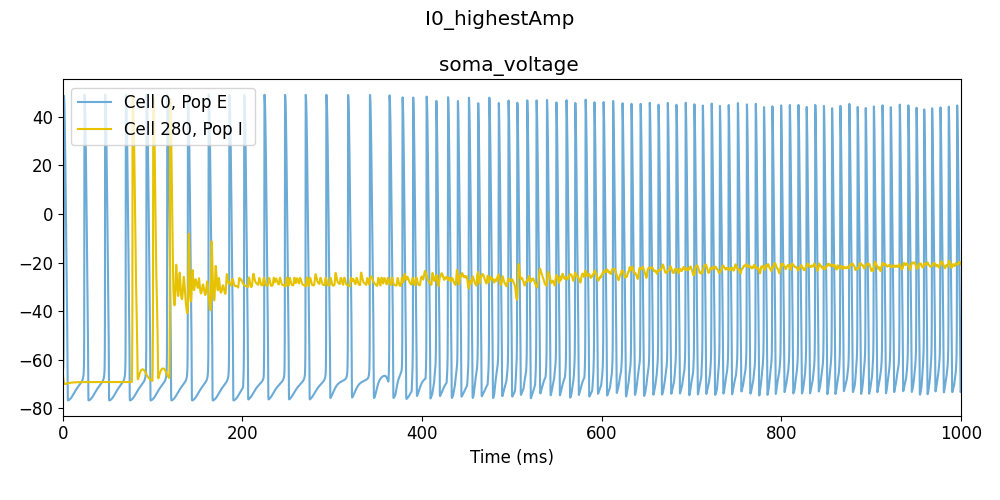 I0_highestAmp
soma_voltage
Cell 0, Pop E
Cell 280, Pop I
40
20
0
−20
−40
−60
−80
0 200 400 600 800 1000
Time (ms)